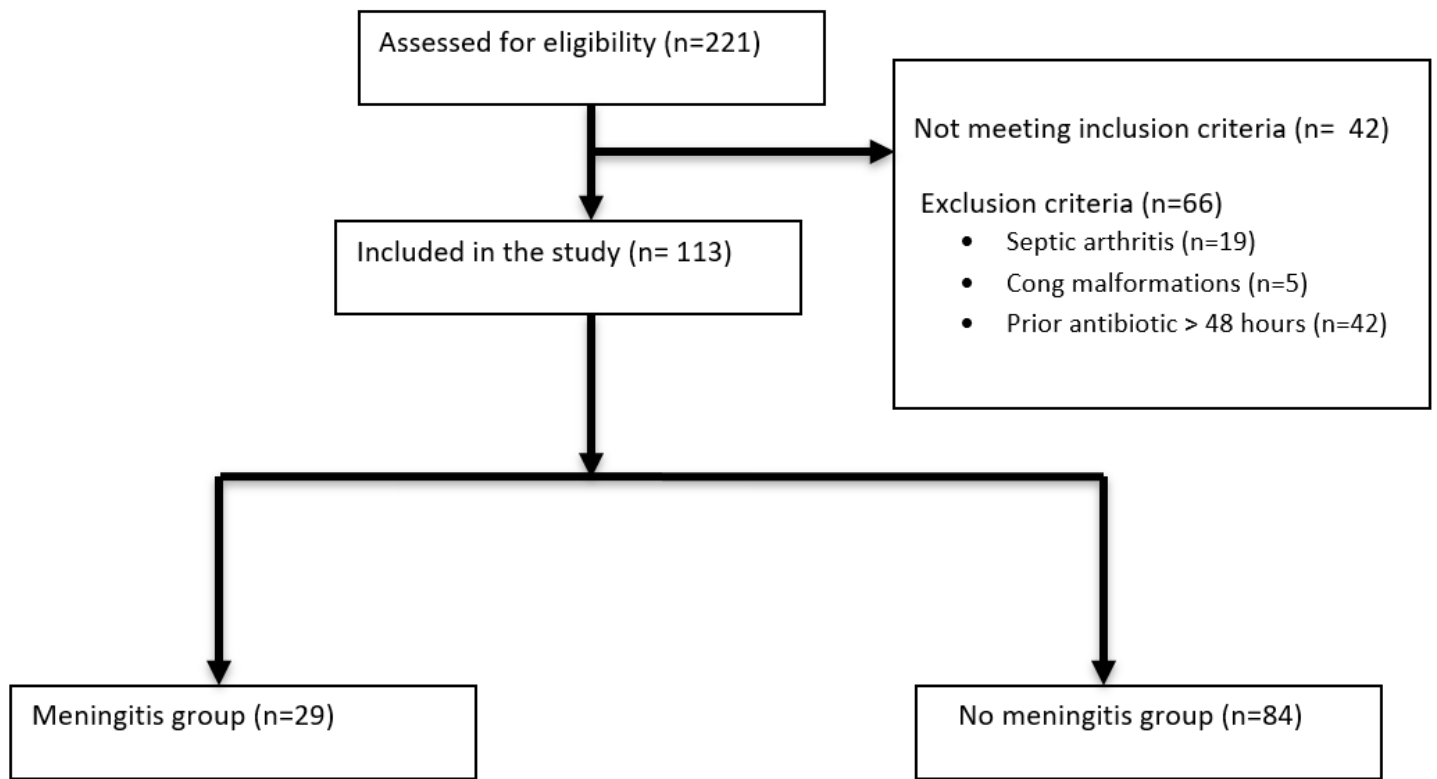 Assessed for eligibility (n=221)
Not meeting inclusion criteria (n=  42)
Exclusion criteria (n=66)
• Septic arthritis (n=19)
• Cong malformations (n=5)
• Prior antibiotic > 48 hours (n=42)
Included in the study (n= 113)
Meningitis group (n=29)
No meningitis group (n=84)